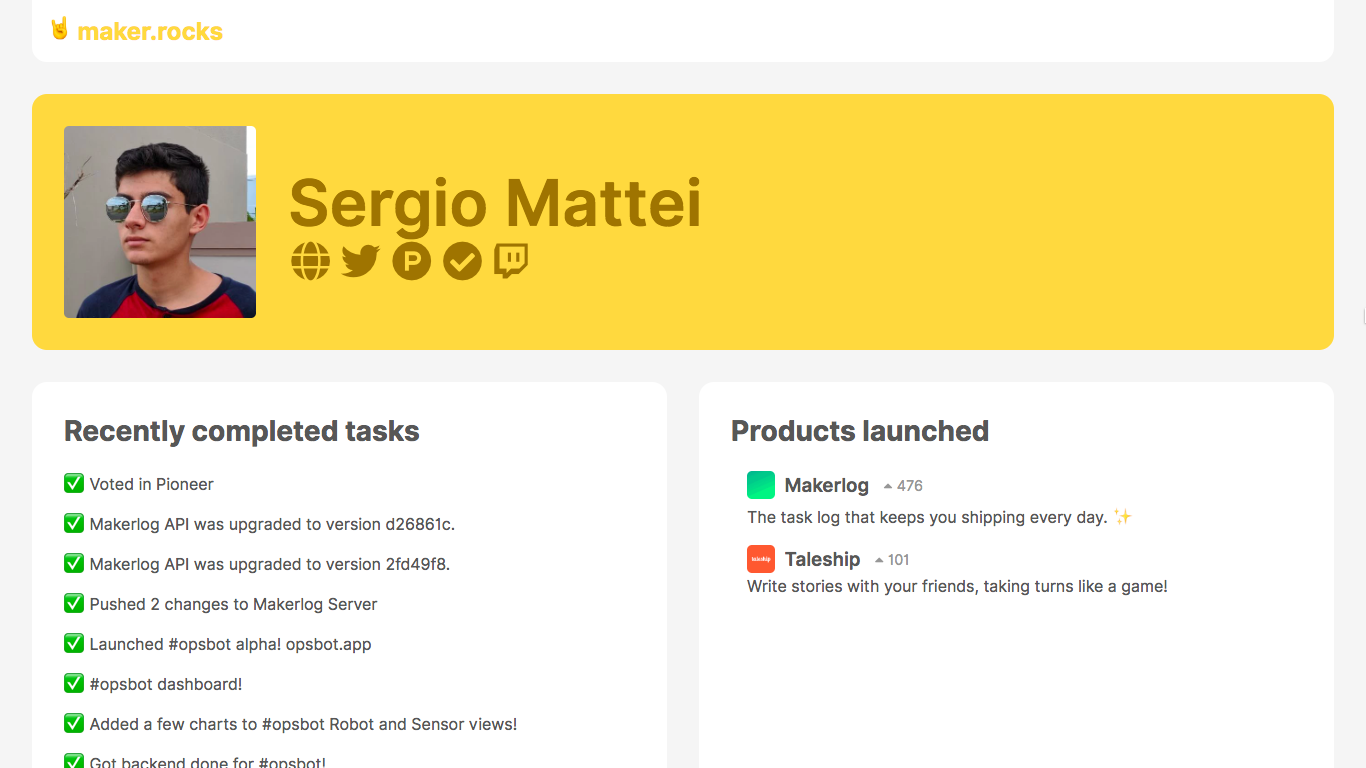 maker.rocks
Sergio Mattei
Recently completed tasks
Voted in Pioneer
Makerlog API was upgraded to version d26861c.
Makerlog API was upgraded to version 2fd49f8.
Pushed 2 changes to Makerlog Server
Launched #opsbot alpha! opsbot.app
#opsbot dashboard!
Added a few charts to #opsbot Robot and Sensor views!
Got backend done for #opsbot!
Products launched
Makerlog 476
The task log that keeps you shipping every day. ✨
taleship
Taleship 101
Write stories with your friends, taking turns like a game!